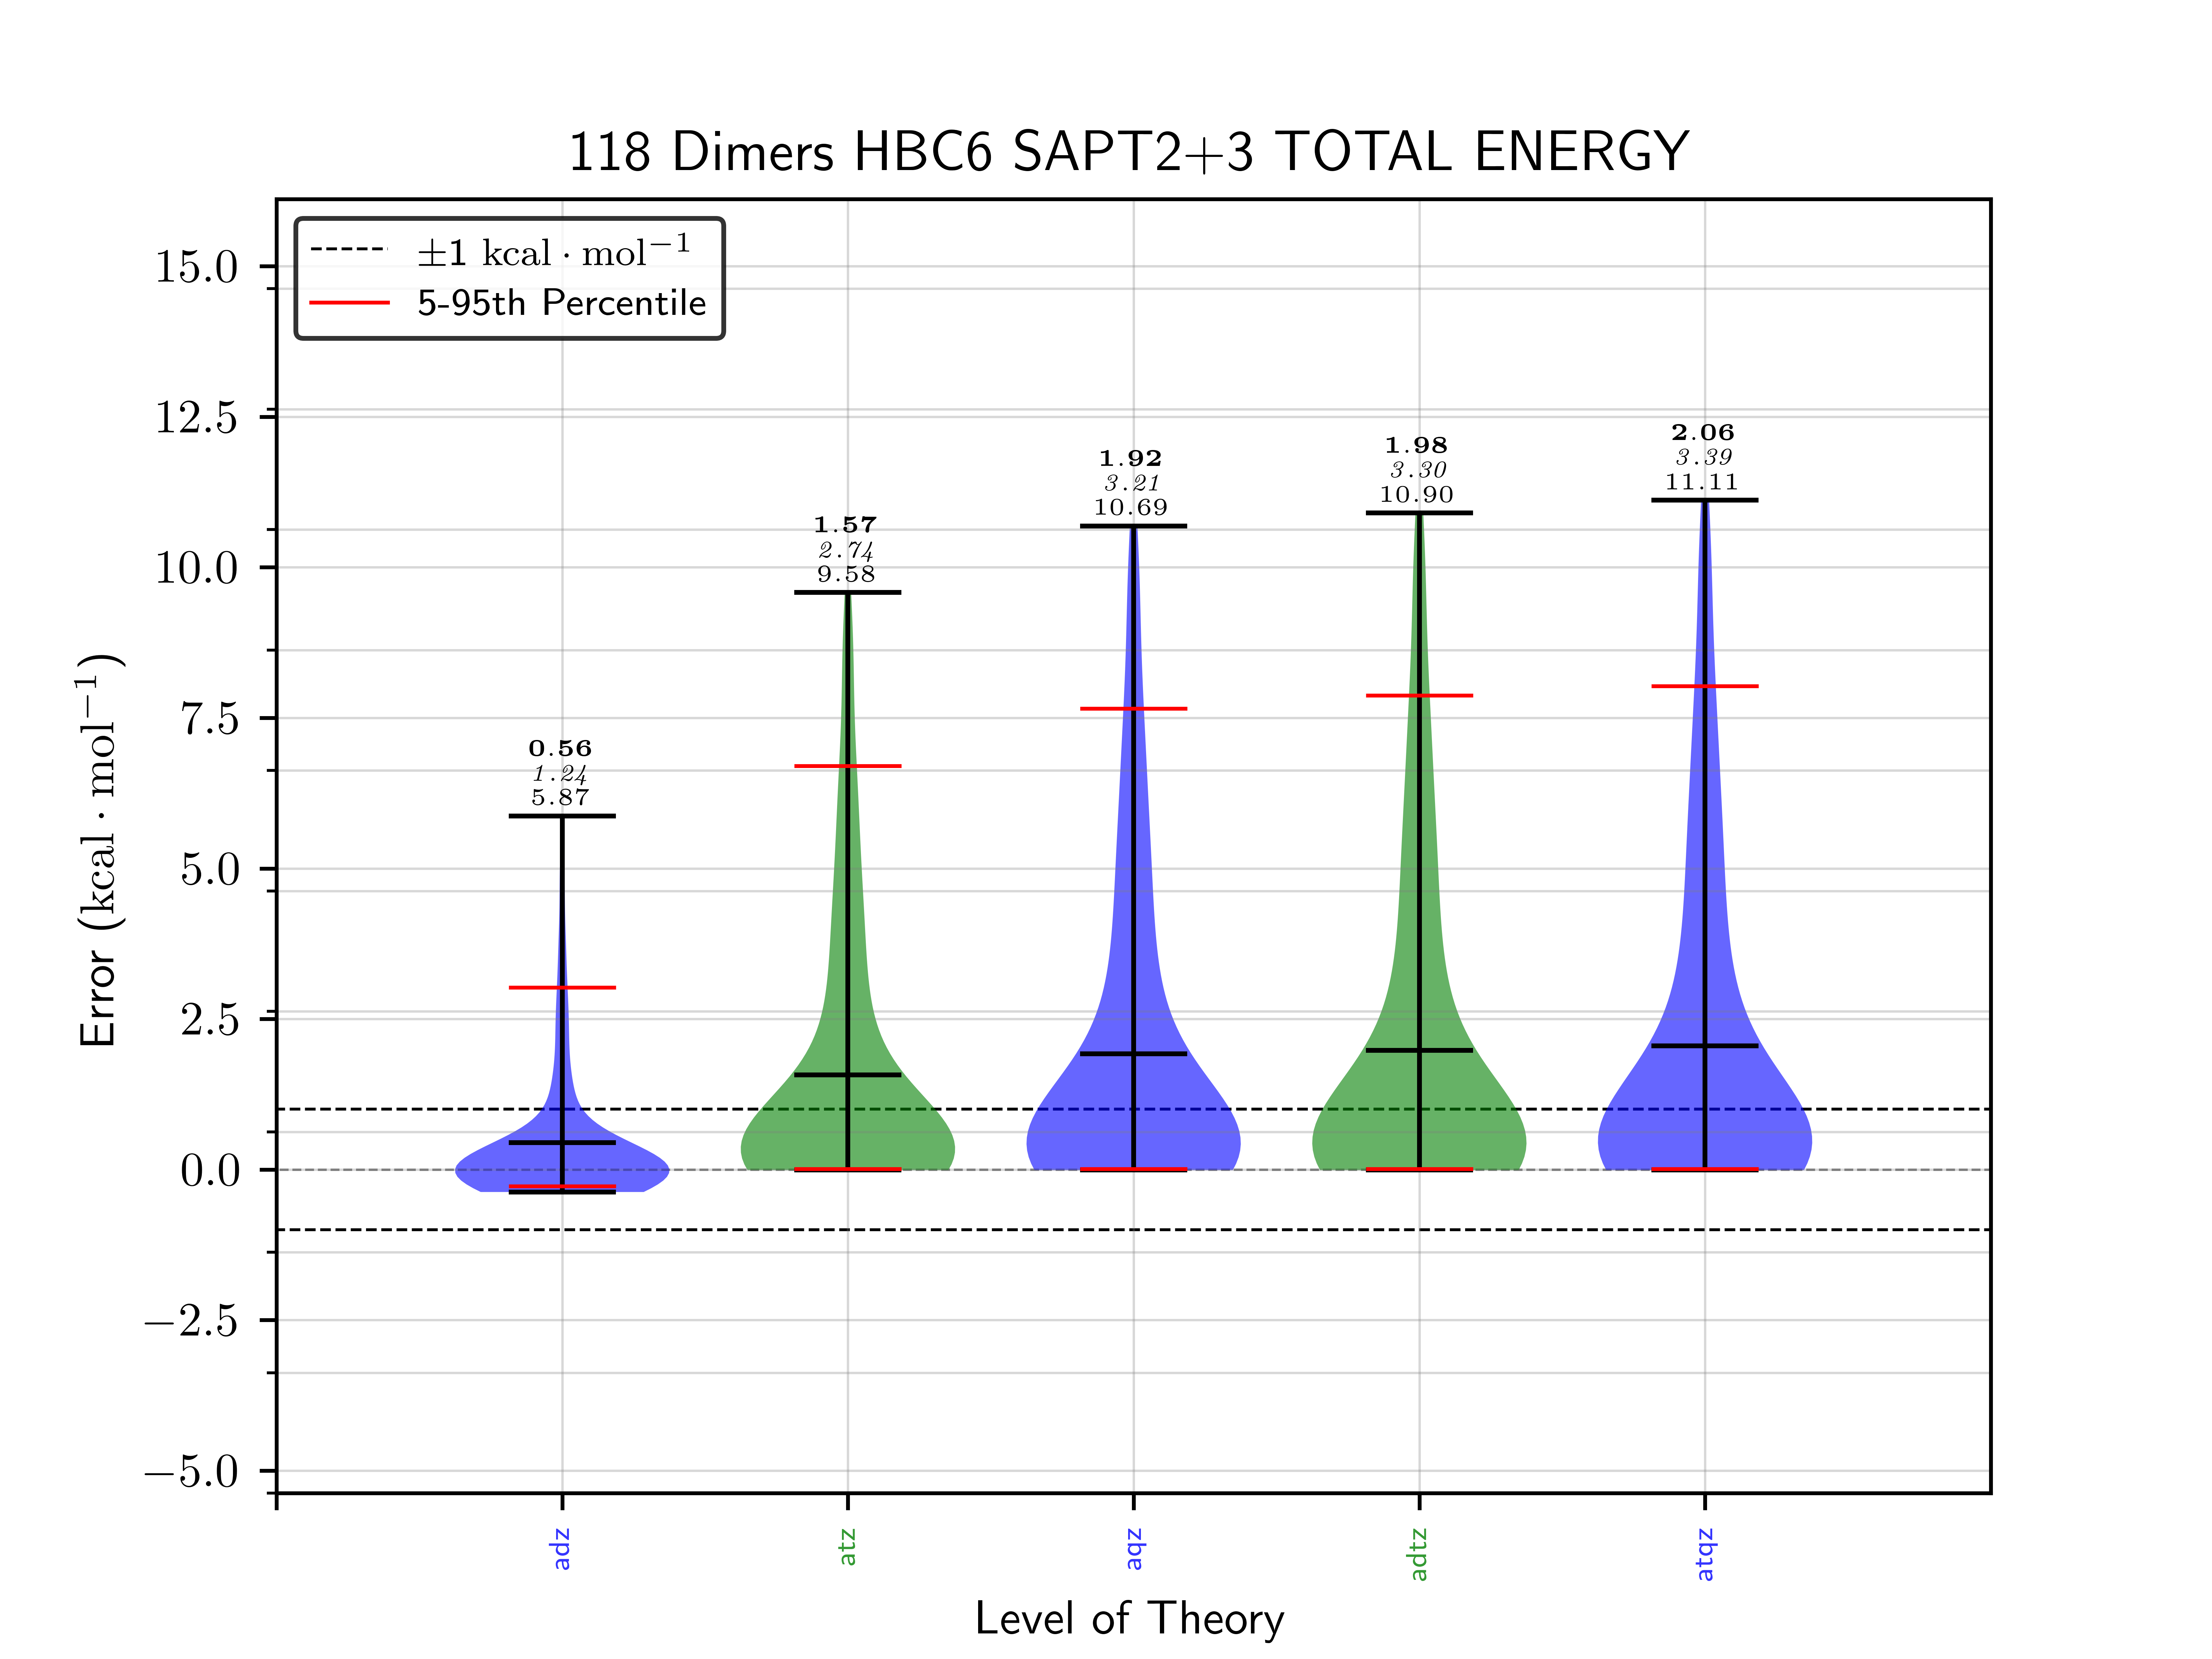 118 Dimers HBC6 SAPT2+3 TOTAL ENERGY
±1 kcal · mol⁻¹
5-95th Percentile
Error (kcal · mol⁻¹)
15.0
12.5
10.0
7.5
5.0
2.5
0.0
−2.5
−5.0
0.56
1.24
5.87
1.57
2.74
9.58
1.92
3.21
10.69
1.98
3.30
10.90
2.06
3.39
11.11
adz
atz
aqz
adtz
atqz
Level of Theory